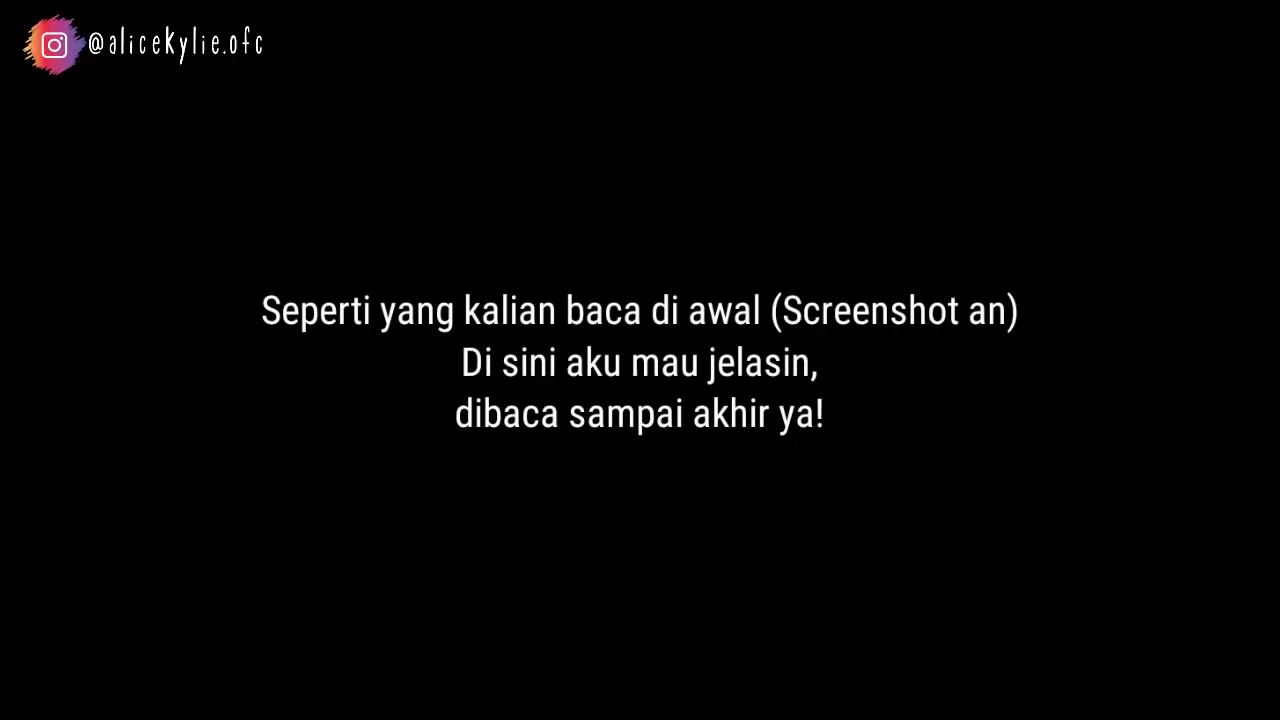 @alicekylie.ofc
Seperti yang kalian baca di awal (Screenshot an)
Di sini aku mau jelasin,
dibaca sampai akhir ya!